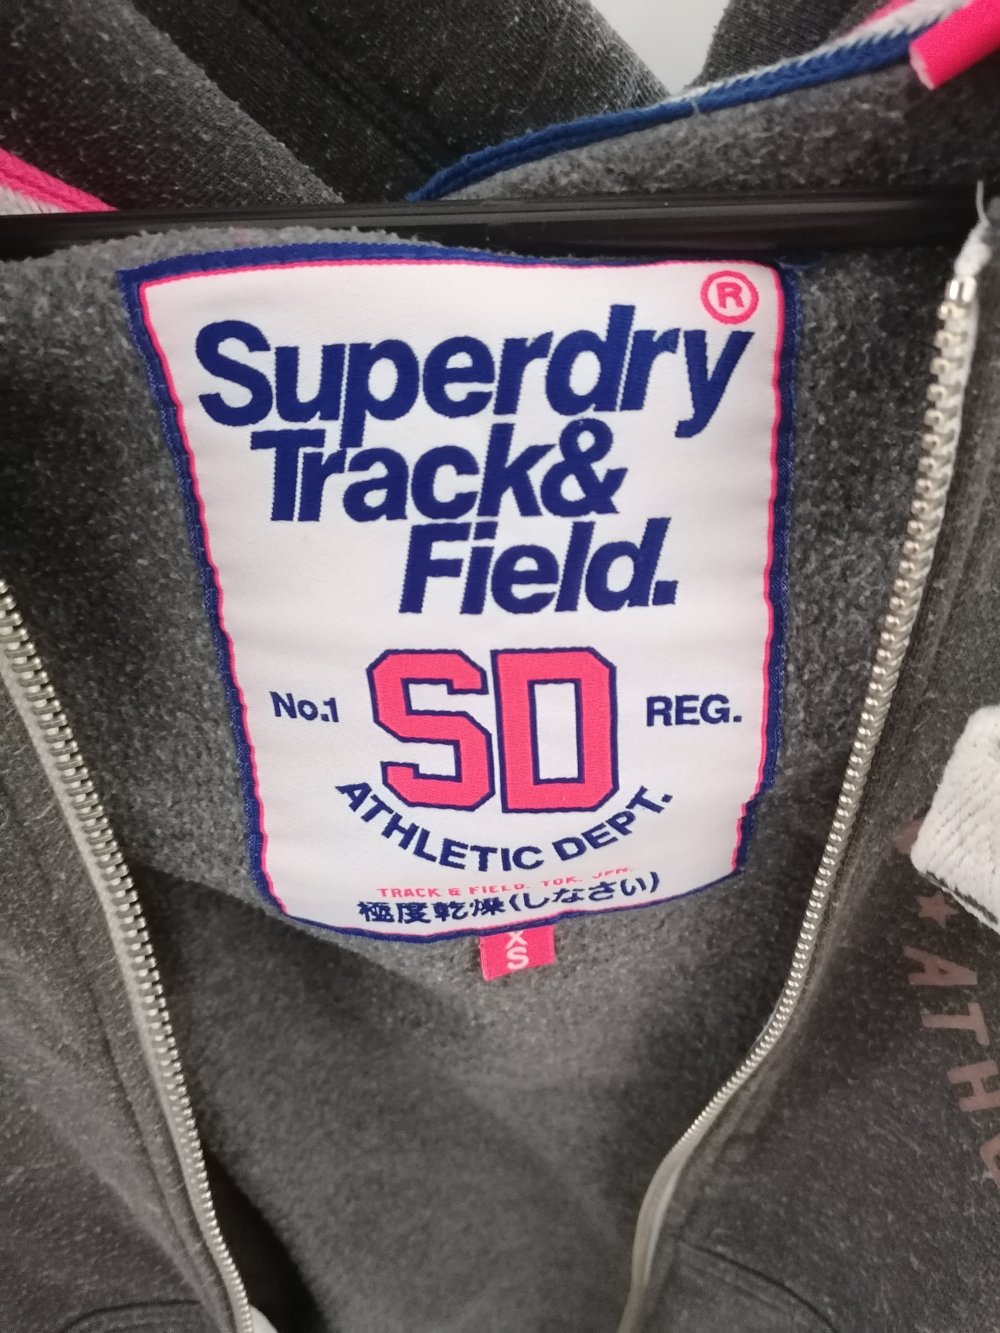 Superdry®
Track&
Field.
No.1 SD REG.
ATHLETIC DEPT.
TRACK & FIELD. TOK. JPN.
極度乾燥(しなさい)
XS
ATH